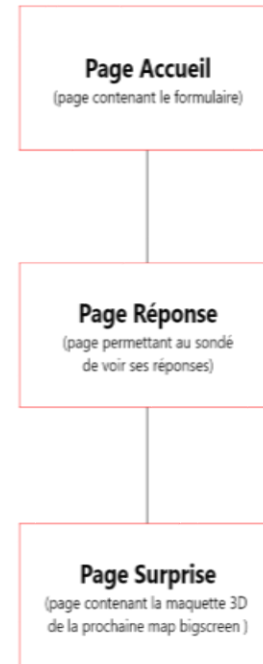 Page Accueil
(page contenant le formulaire)
Page Réponse
(page permettant au sondé
de voir ses réponses)
Page Surprise
(page contenant la maquette 3D
de la prochaine map bigscreen )